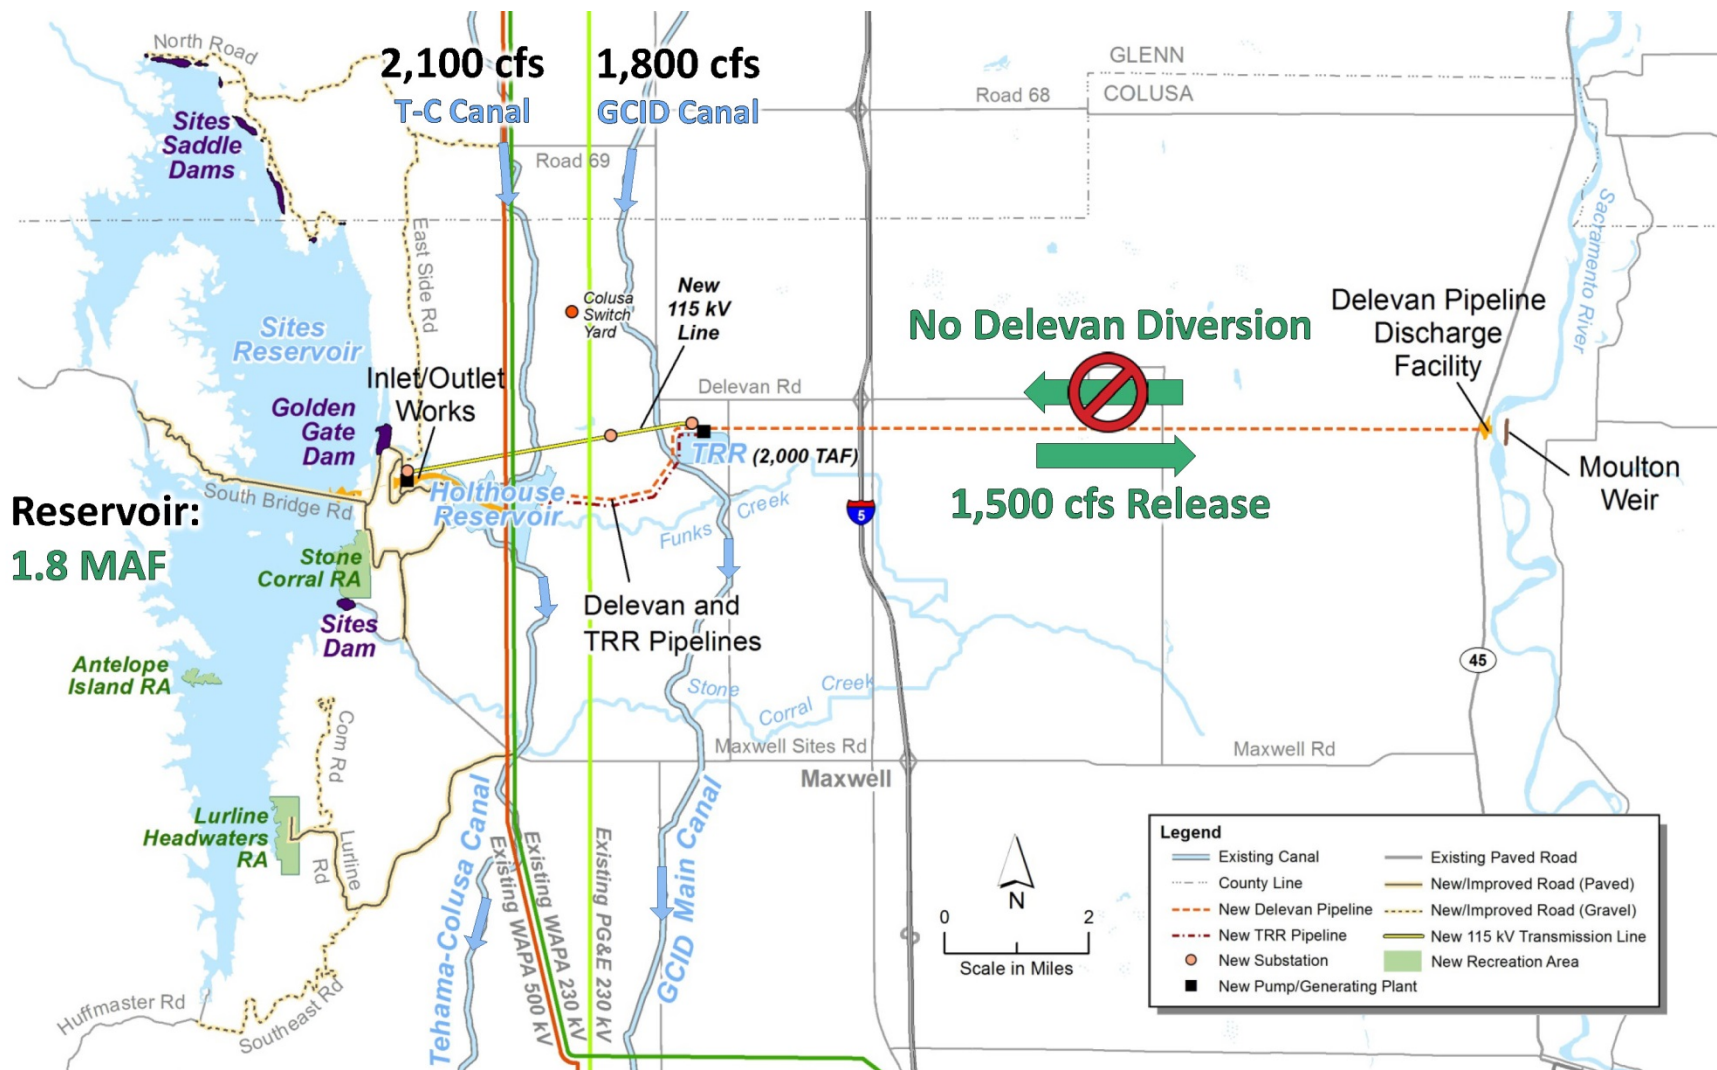 North Road
2,100 cfs
T-C Canal
1,800 cfs
GCID Canal
GLENN
COLUSA
Road 68
Road 69
Sites
Saddle
Dams
East Side Rd
Sacramento River
Colusa
Switch
Yard
New
115 kV
Line
Sites
Reservoir
No Delevan Diversion
Delevan Pipeline
Discharge
Facility
Inlet/Outlet
Works
Delevan Rd
Golden
Gate
Dam
TRR (2,000 TAF)
Moulton
Weir
South Bridge Rd
Holthouse
Reservoir
Reservoir:
1.8 MAF
1,500 cfs Release
5
Funks Creek
Stone
Corral RA
Delevan and
TRR Pipelines
Sites
Dam
Antelope
Island RA
45
Stone Corral Creek
Com Rd
Maxwell Sites Rd
Maxwell Rd
Maxwell
Lurline
Headwaters
RA
Lurline Rd
Tehama-Colusa Canal
Existing WAPA 500 kV
Existing WAPA 230 kV
Existing PG&E 230 kV
GCID Main Canal
Huffmaster Rd
Southeast Rd
N
0 2
Scale in Miles
Legend
Existing Canal
County Line
New Delevan Pipeline
New TRR Pipeline
New Substation
New Pump/Generating Plant
Existing Paved Road
New/Improved Road (Paved)
New/Improved Road (Gravel)
New 115 kV Transmission Line
New Recreation Area